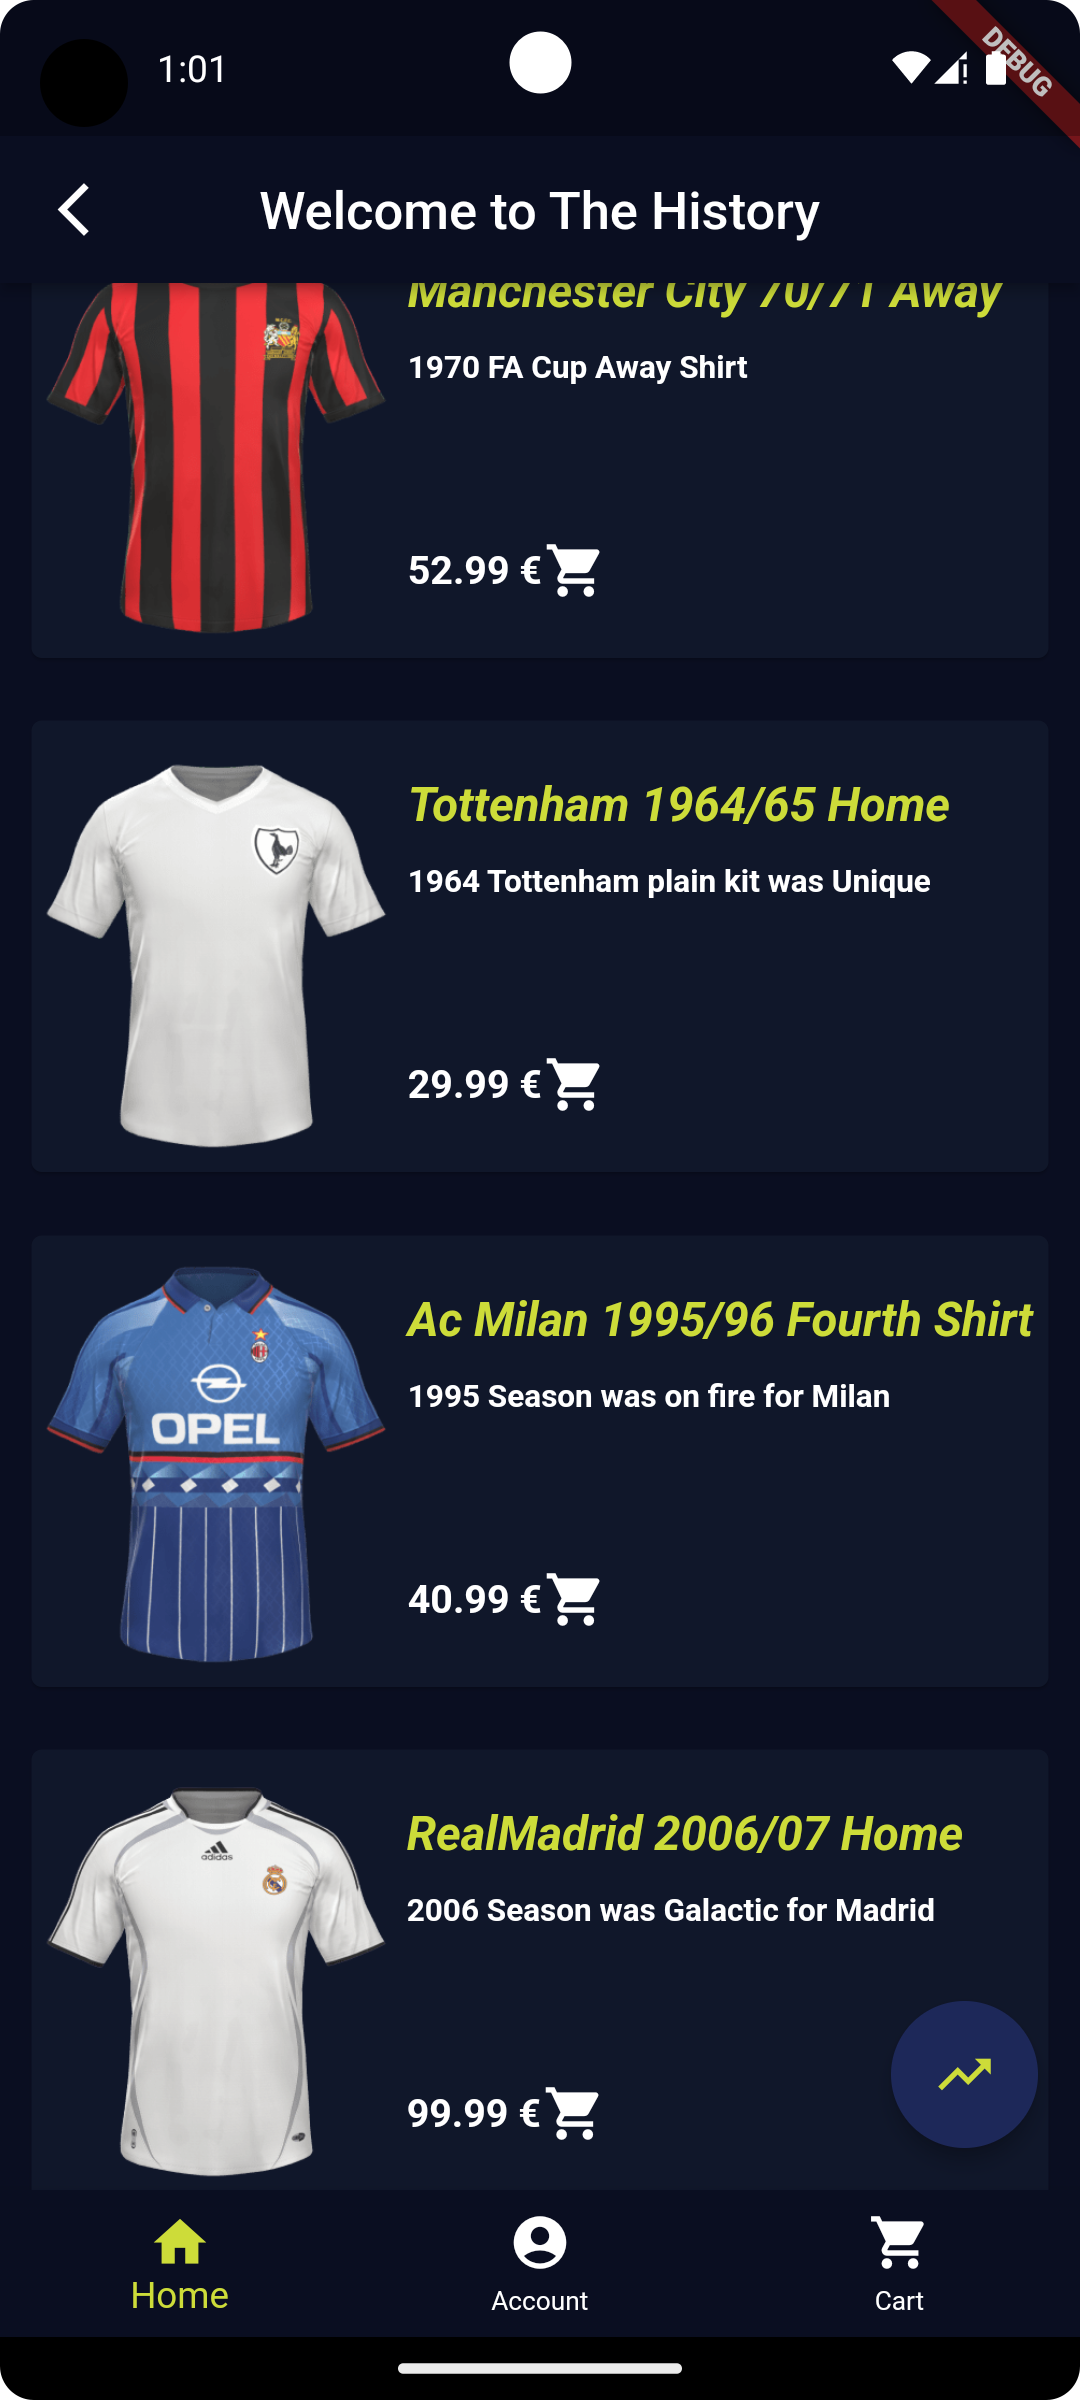 1:01
DEBUG
Welcome to The History
Manchester City 70/71 Away
1970 FA Cup Away Shirt
52.99 €
Tottenham 1964/65 Home
1964 Tottenham plain kit was Unique
29.99 €
Ac Milan 1995/96 Fourth Shirt
1995 Season was on fire for Milan
OPEL
40.99 €
RealMadrid 2006/07 Home
adidas
2006 Season was Galactic for Madrid
99.99 €
Home
Account
Cart